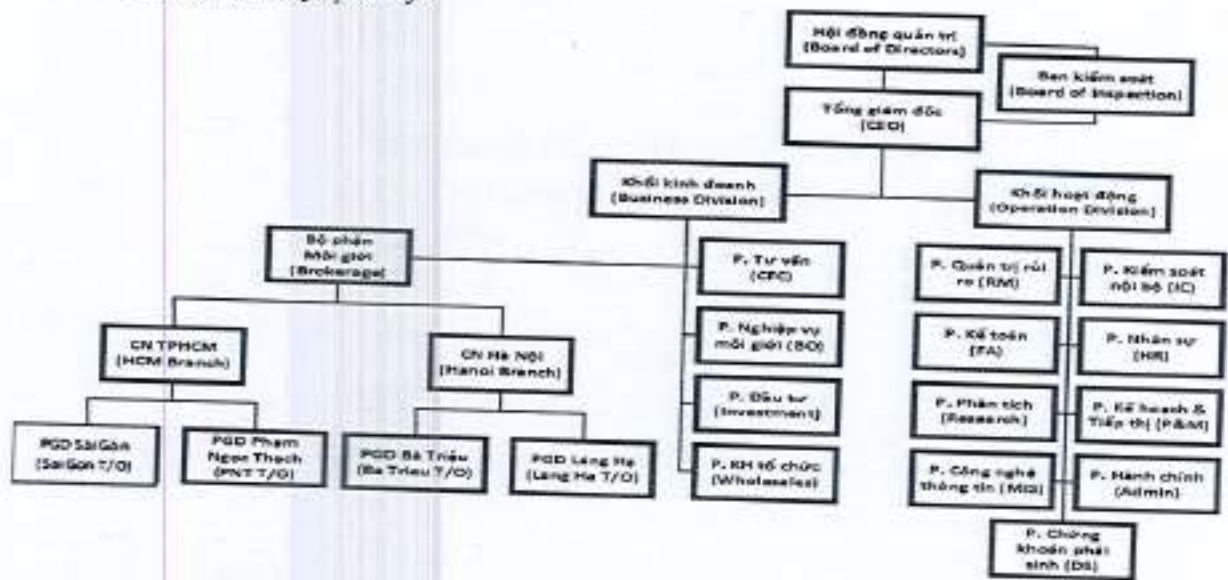 Hội đồng quản trị
(Board of Directors)
Ban kiểm soát
(Board of Inspection)
Tổng giám đốc
(CEO)
Khối kinh doanh
(Business Division)
Khối hoạt động
(Operation Division)
Bộ phận
Môi giới
(Brokerage)
P. Tư vấn
(CFC)
P. Quản trị rủi
ro (RM)
P. Kiểm soát
nội bộ (IC)
CN TPHCM
(HCM Branch)
CN Hà Nội
(Hanoi Branch)
P. Nghiệp vụ
môi giới (BO)
P. Kế toán
(FA)
P. Nhân sự
(HR)
P. Đầu tư
(Investment)
P. Phân tích
(Research)
P. Kế hoạch &
Tiếp thị (P&M)
PGD SaiGon
(SaiGon T/O)
PGD Phạm
Ngọc Thạch
(PNT T/O)
PGD Bà Triệu
(Ba Trieu T/O)
PGD Láng Hạ
(Lang Ha T/O)
P. KH tổ chức
(Wholesales)
P. Công nghệ
thông tin (MIS)
P. Hành chính
(Admin)
P. Chứng
khoán phái
sinh (DS)